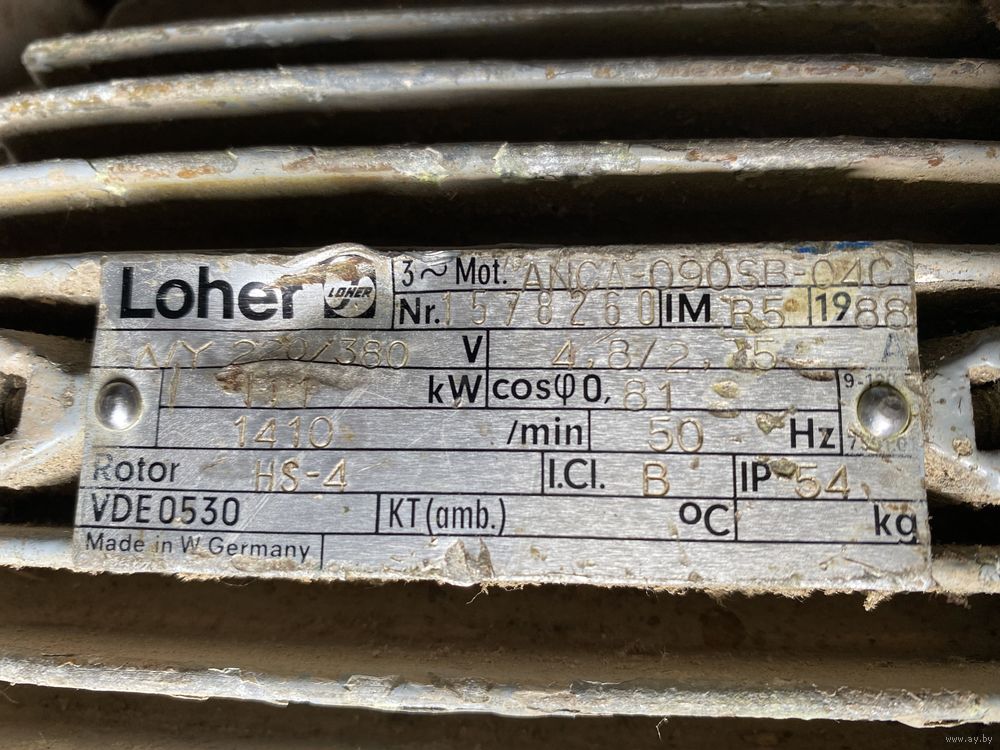 Loher LOHER 3~ Mot. ANCA-090SB-04C
Nr. 1578260 IM B5 1988
Δ/Y 220/380 V 4,8/2,75 A
1,1 kW cosφ 0, 81
1410 /min 50 Hz
Rotor HS-4 I.Cl. B IP 54
VDE 0530 KT (amb.) °C kg
Made in W. Germany
www.ay.by